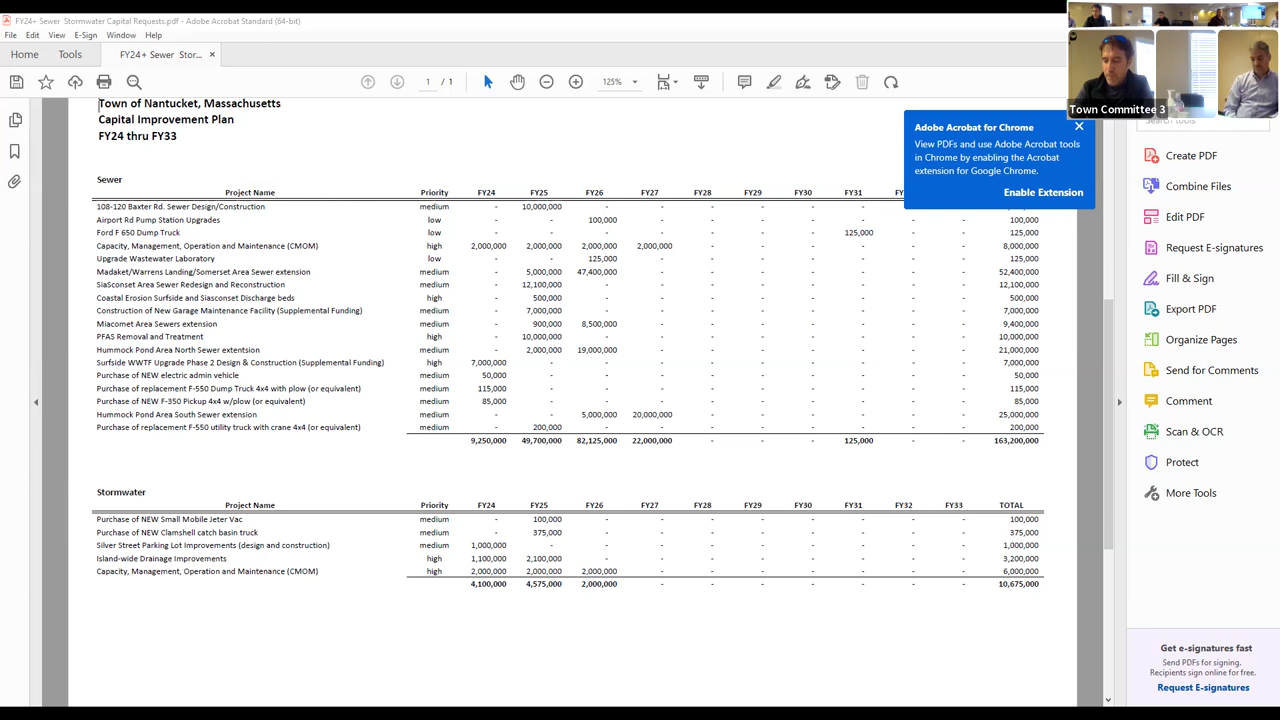 FY24+ Sewer Stormwater Capital Requests.pdf - Adobe Acrobat Standard (64-bit)
File Edit View E-Sign Window Help
Home Tools FY24+ Sewer Stor... ×
/ 1 125%
Town Committee 3
Search tools
Town of Nantucket, Massachusetts
Capital Improvement Plan
FY24 thru FY33
Adobe Acrobat for Chrome
View PDFs and use Adobe Acrobat tools
in Chrome by enabling the Acrobat
extension for Google Chrome.
Enable Extension
Sewer
Project Name Priority FY24 FY25 FY26 FY27 FY28 FY29 FY30 FY31
108-120 Baxter Rd. Sewer Design/Construction medium - 10,000,000 - - - - - -
Airport Rd Pump Station Upgrades low - - 100,000 - - - - - - - 100,000
Ford F 650 Dump Truck low - - - - - - - 125,000 - - 125,000
Capacity, Management, Operation and Maintenance (CMOM) high 2,000,000 2,000,000 2,000,000 2,000,000 - - - - - - 8,000,000
Upgrade Wastewater Laboratory low - - 125,000 - - - - - - - 125,000
Madaket/Warrens Landing/Somerset Area Sewer extension medium - 5,000,000 47,400,000 - - - - - - - 52,400,000
SiaSconset Area Sewer Redesign and Reconstruction medium - 12,100,000 - - - - - - - - 12,100,000
Coastal Erosion Surfside and Siasconset Discharge beds high - 500,000 - - - - - - - - 500,000
Construction of New Garage Maintenance Facility (Supplemental Funding) medium - 7,000,000 - - - - - - - - 7,000,000
Miacomet Area Sewers extension medium - 900,000 8,500,000 - - - - - - - 9,400,000
PFAS Removal and Treatment high - 10,000,000 - - - - - - - - 10,000,000
Hummock Pond Area North Sewer extentsion medium - 2,000,000 19,000,000 - - - - - - - 21,000,000
Surfside WWTF Upgrade Phase 2 Design & Construction (Supplemental Funding) high 7,000,000 - - - - - - - - - 7,000,000
Purchase of NEW electric admin vehicle medium 50,000 - - - - - - - - - 50,000
Purchase of replacement F-550 Dump Truck 4x4 with plow (or equivalent) medium 115,000 - - - - - - - - - 115,000
Purchase of NEW F-350 Pickup 4x4 w/plow (or equivalent) medium 85,000 - - - - - - - - - 85,000
Hummock Pond Area South Sewer extension medium - - 5,000,000 20,000,000 - - - - - - 25,000,000
Purchase of replacement F-550 utility truck with crane 4x4 (or equivalent) medium - 200,000 - - - - - - - - 200,000
9,250,000 49,700,000 82,125,000 22,000,000 - - - 125,000 - - 163,200,000
Stormwater
Project Name Priority FY24 FY25 FY26 FY27 FY28 FY29 FY30 FY31 FY32 FY33 TOTAL
Purchase of NEW Small Mobile Jeter Vac medium - 100,000 - - - - - - - - 100,000
Purchase of NEW Clamshell catch basin truck medium - 375,000 - - - - - - - - 375,000
Silver Street Parking Lot Improvements (design and construction) medium 1,000,000 - - - - - - - - - 1,000,000
Island-wide Drainage Improvements high 1,100,000 2,100,000 - - - - - - - - 3,200,000
Capacity, Management, Operation and Maintenance (CMOM) high 2,000,000 2,000,000 2,000,000 - - - - - - - 6,000,000
4,100,000 4,575,000 2,000,000 - - - - - - - 10,675,000
Create PDF
Combine Files
Edit PDF
Request E-signatures
Fill & Sign
Export PDF
Organize Pages
Send for Comments
Comment
Scan & OCR
Protect
More Tools
Get e-signatures fast
Send PDFs for signing.
Recipients sign online for free.
Request E-Signatures